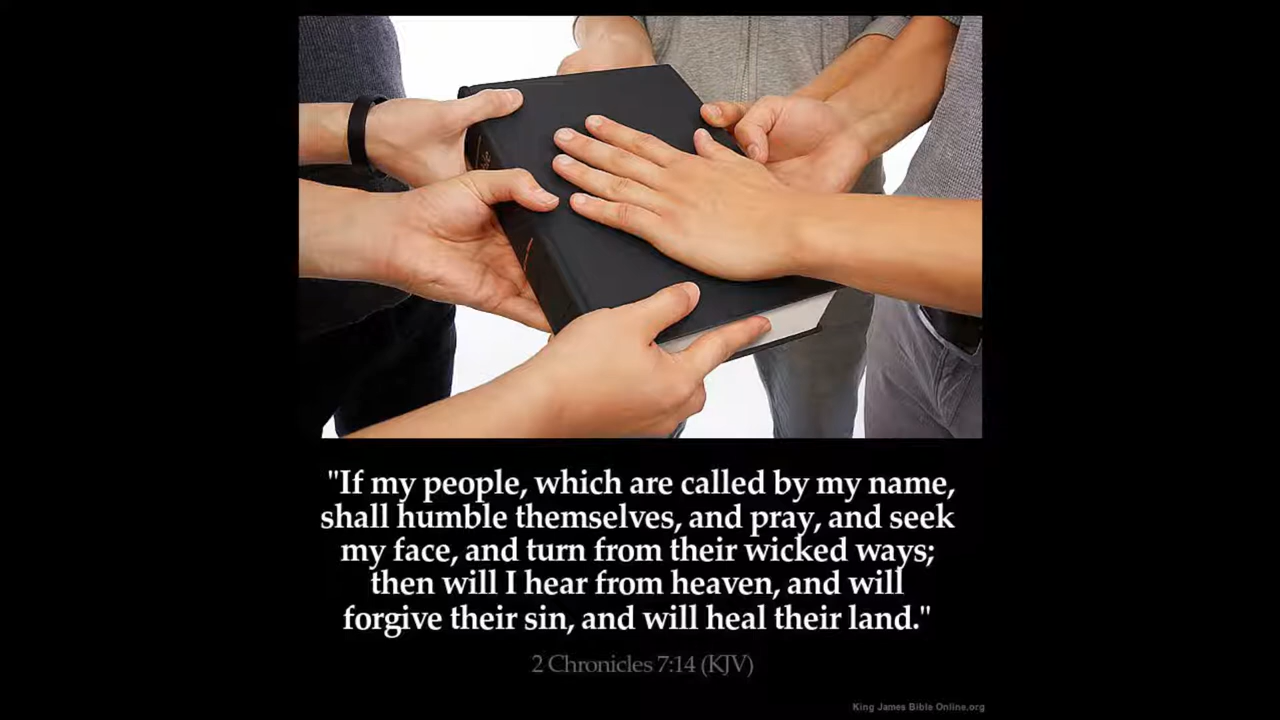 "If my people, which are called by my name,
shall humble themselves, and pray, and seek
my face, and turn from their wicked ways;
then will I hear from heaven, and will
forgive their sin, and will heal their land."
2 Chronicles 7:14 (KJV)
King James Bible Online.org